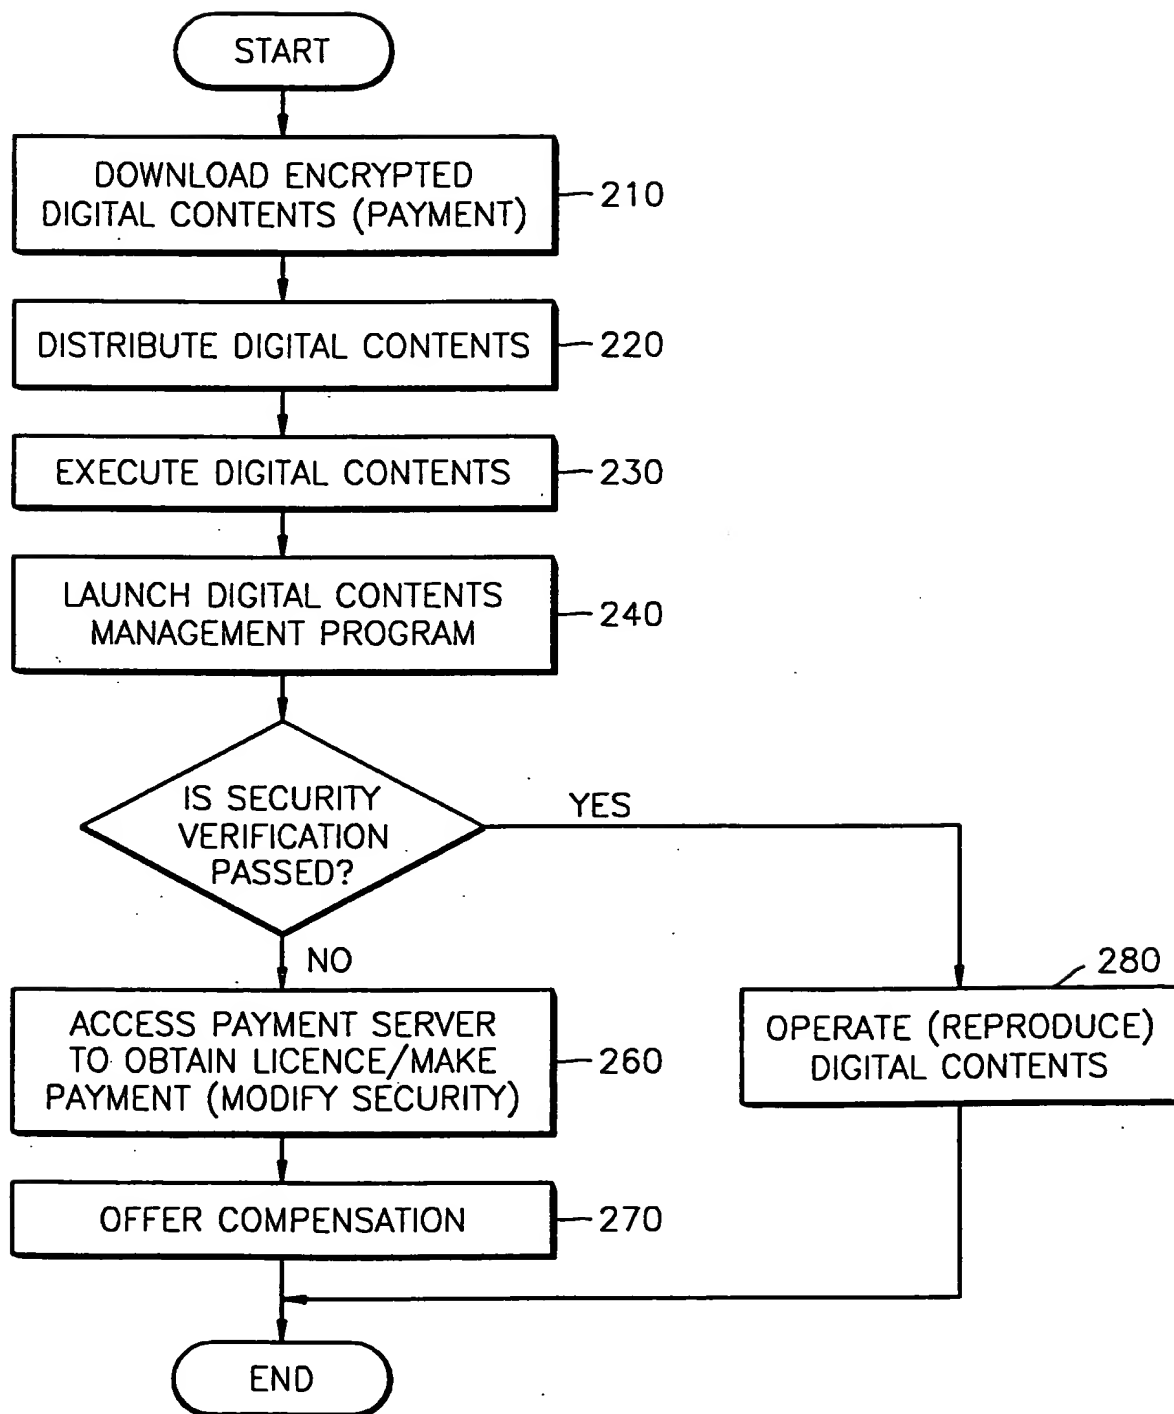 START
DOWNLOAD ENCRYPTED
DIGITAL CONTENTS (PAYMENT)
210
DISTRIBUTE DIGITAL CONTENTS
220
EXECUTE DIGITAL CONTENTS
230
LAUNCH DIGITAL CONTENTS
MANAGEMENT PROGRAM
240
IS SECURITY
VERIFICATION
PASSED?
YES
NO
280
ACCESS PAYMENT SERVER
TO OBTAIN LICENCE/MAKE
PAYMENT (MODIFY SECURITY)
260
OPERATE (REPRODUCE)
DIGITAL CONTENTS
OFFER COMPENSATION
270
END